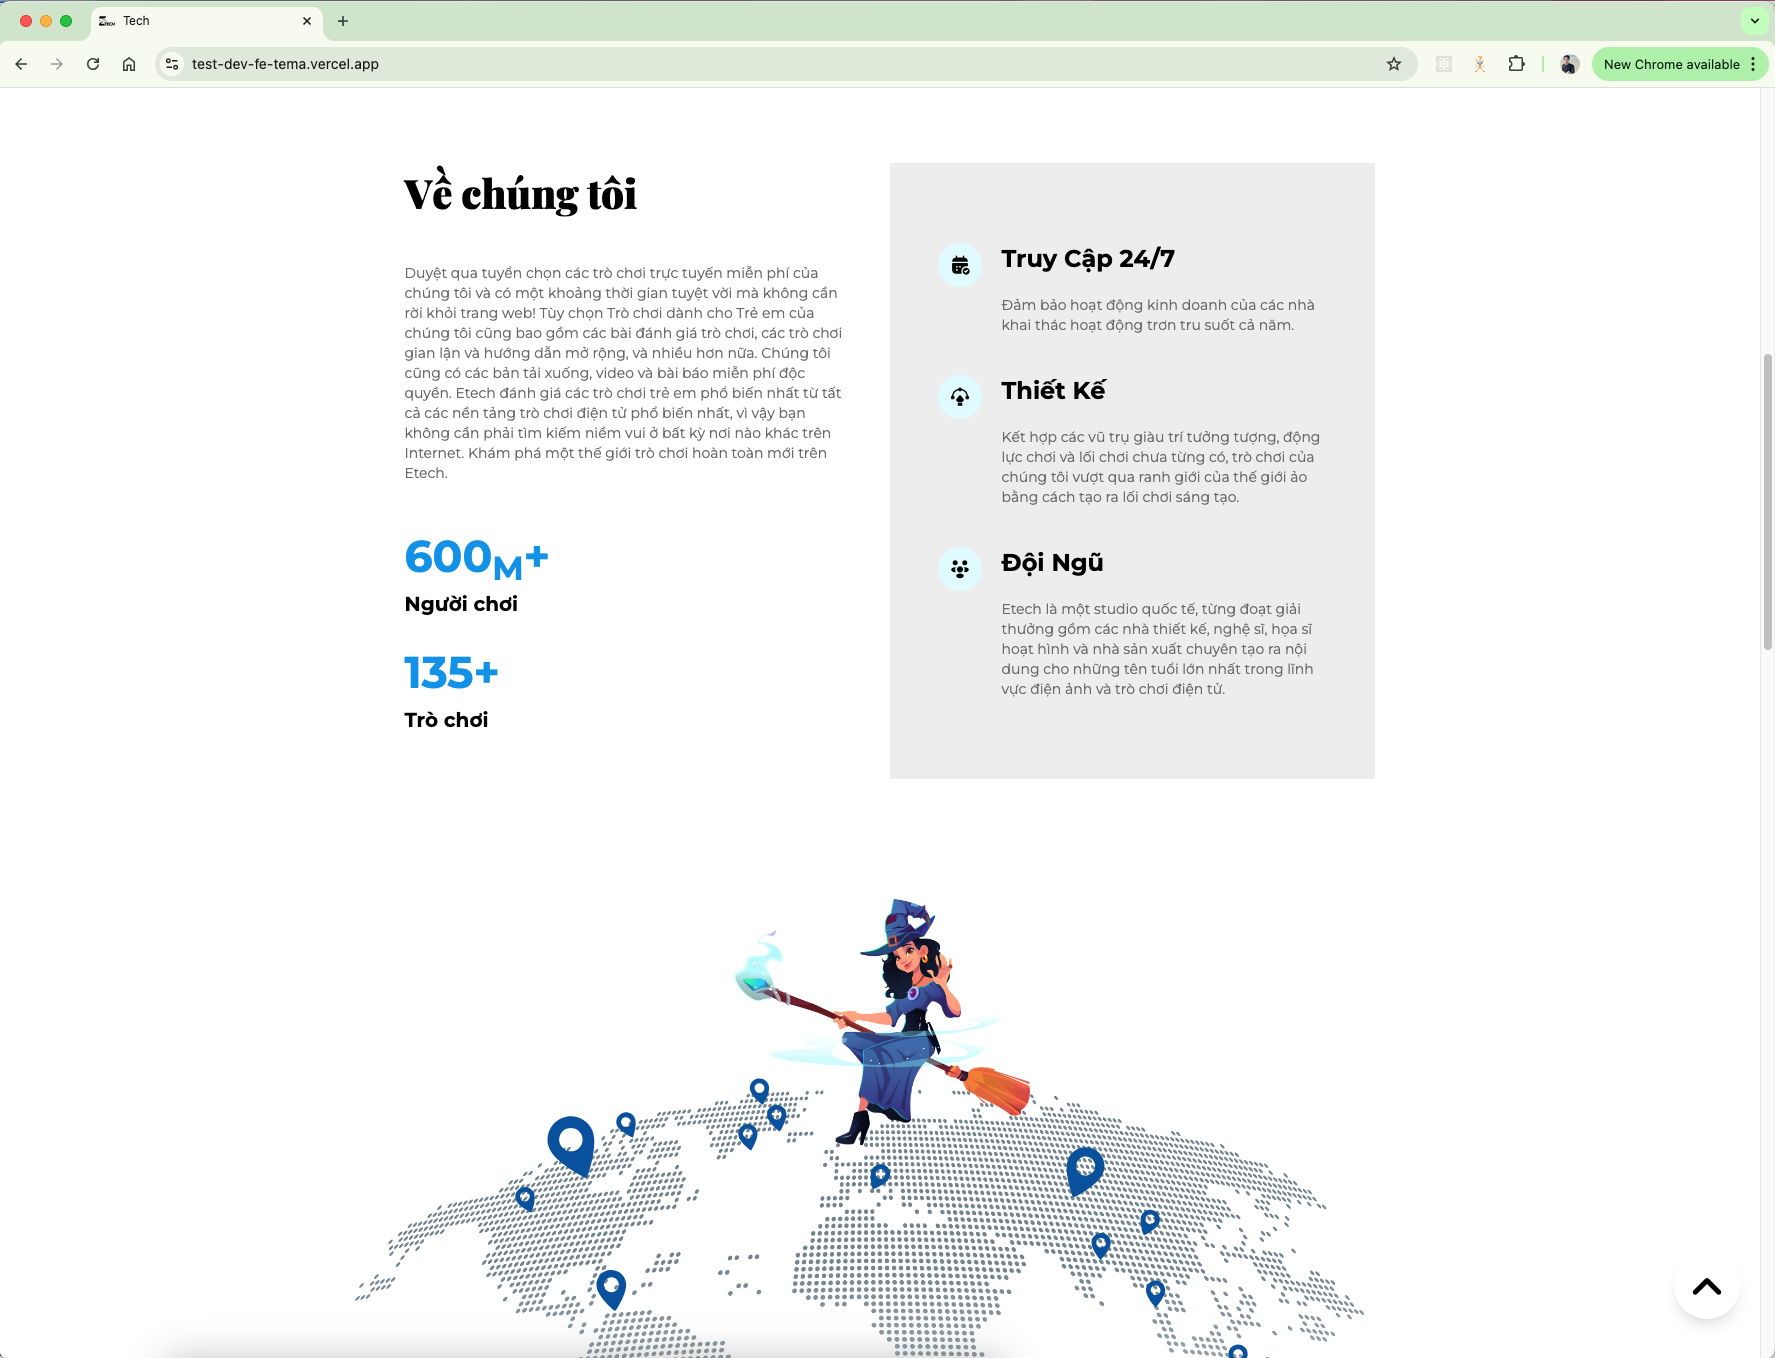 Tech
test-dev-fe-tema.vercel.app
New Chrome available
Về chúng tôi
Duyệt qua tuyển chọn các trò chơi trực tuyến miễn phí của
chúng tôi và có một khoảng thời gian tuyệt vời mà không cần
rời khỏi trang web! Tùy chọn Trò chơi dành cho Trẻ em của
chúng tôi cũng bao gồm các bài đánh giá trò chơi, các trò chơi
gian lận và hướng dẫn mở rộng, và nhiều hơn nữa. Chúng tôi
cũng có các bản tải xuống, video và bài báo miễn phí độc
quyền. Etech đánh giá các trò chơi trẻ em phổ biến nhất từ tất
cả các nền tảng trò chơi điện tử phổ biến nhất, vì vậy bạn
không cần phải tìm kiếm niềm vui ở bất kỳ nơi nào khác trên
Internet. Khám phá một thế giới trò chơi hoàn toàn mới trên
Etech.
600M+
Người chơi
135+
Trò chơi
Truy Cập 24/7
Đảm bảo hoạt động kinh doanh của các nhà
khai thác hoạt động trơn tru suốt cả năm.
Thiết Kế
Kết hợp các vũ trụ giàu trí tưởng tượng, động
lực chơi và lối chơi chưa từng có, trò chơi của
chúng tôi vượt qua ranh giới của thế giới ảo
bằng cách tạo ra lối chơi sáng tạo.
Đội Ngũ
Etech là một studio quốc tế, từng đoạt giải
thưởng gồm các nhà thiết kế, nghệ sĩ, họa sĩ
hoạt hình và nhà sản xuất chuyên tạo ra nội
dung cho những tên tuổi lớn nhất trong lĩnh
vực điện ảnh và trò chơi điện tử.